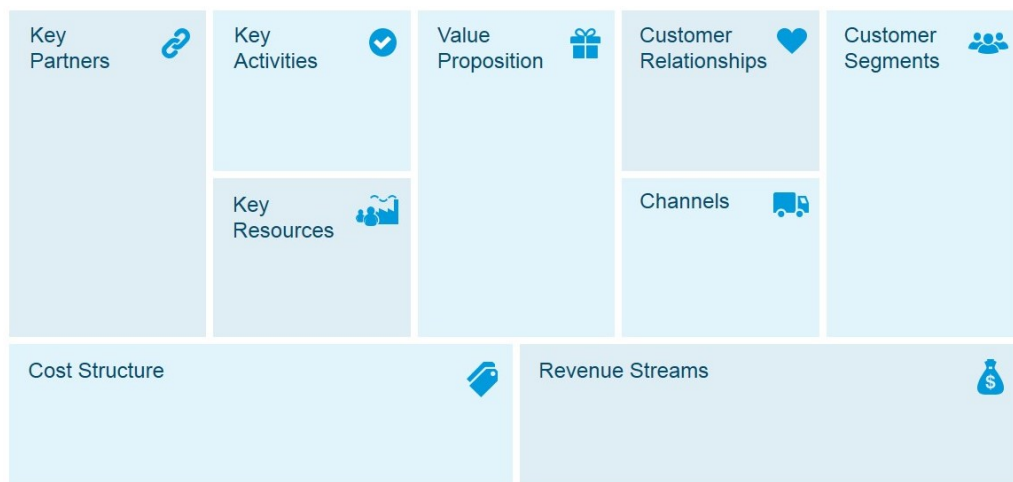 Key
Partners
Key
Activities
Key
Resources
Value
Proposition
Customer
Relationships
Channels
Customer
Segments
Cost Structure
Revenue Streams
$